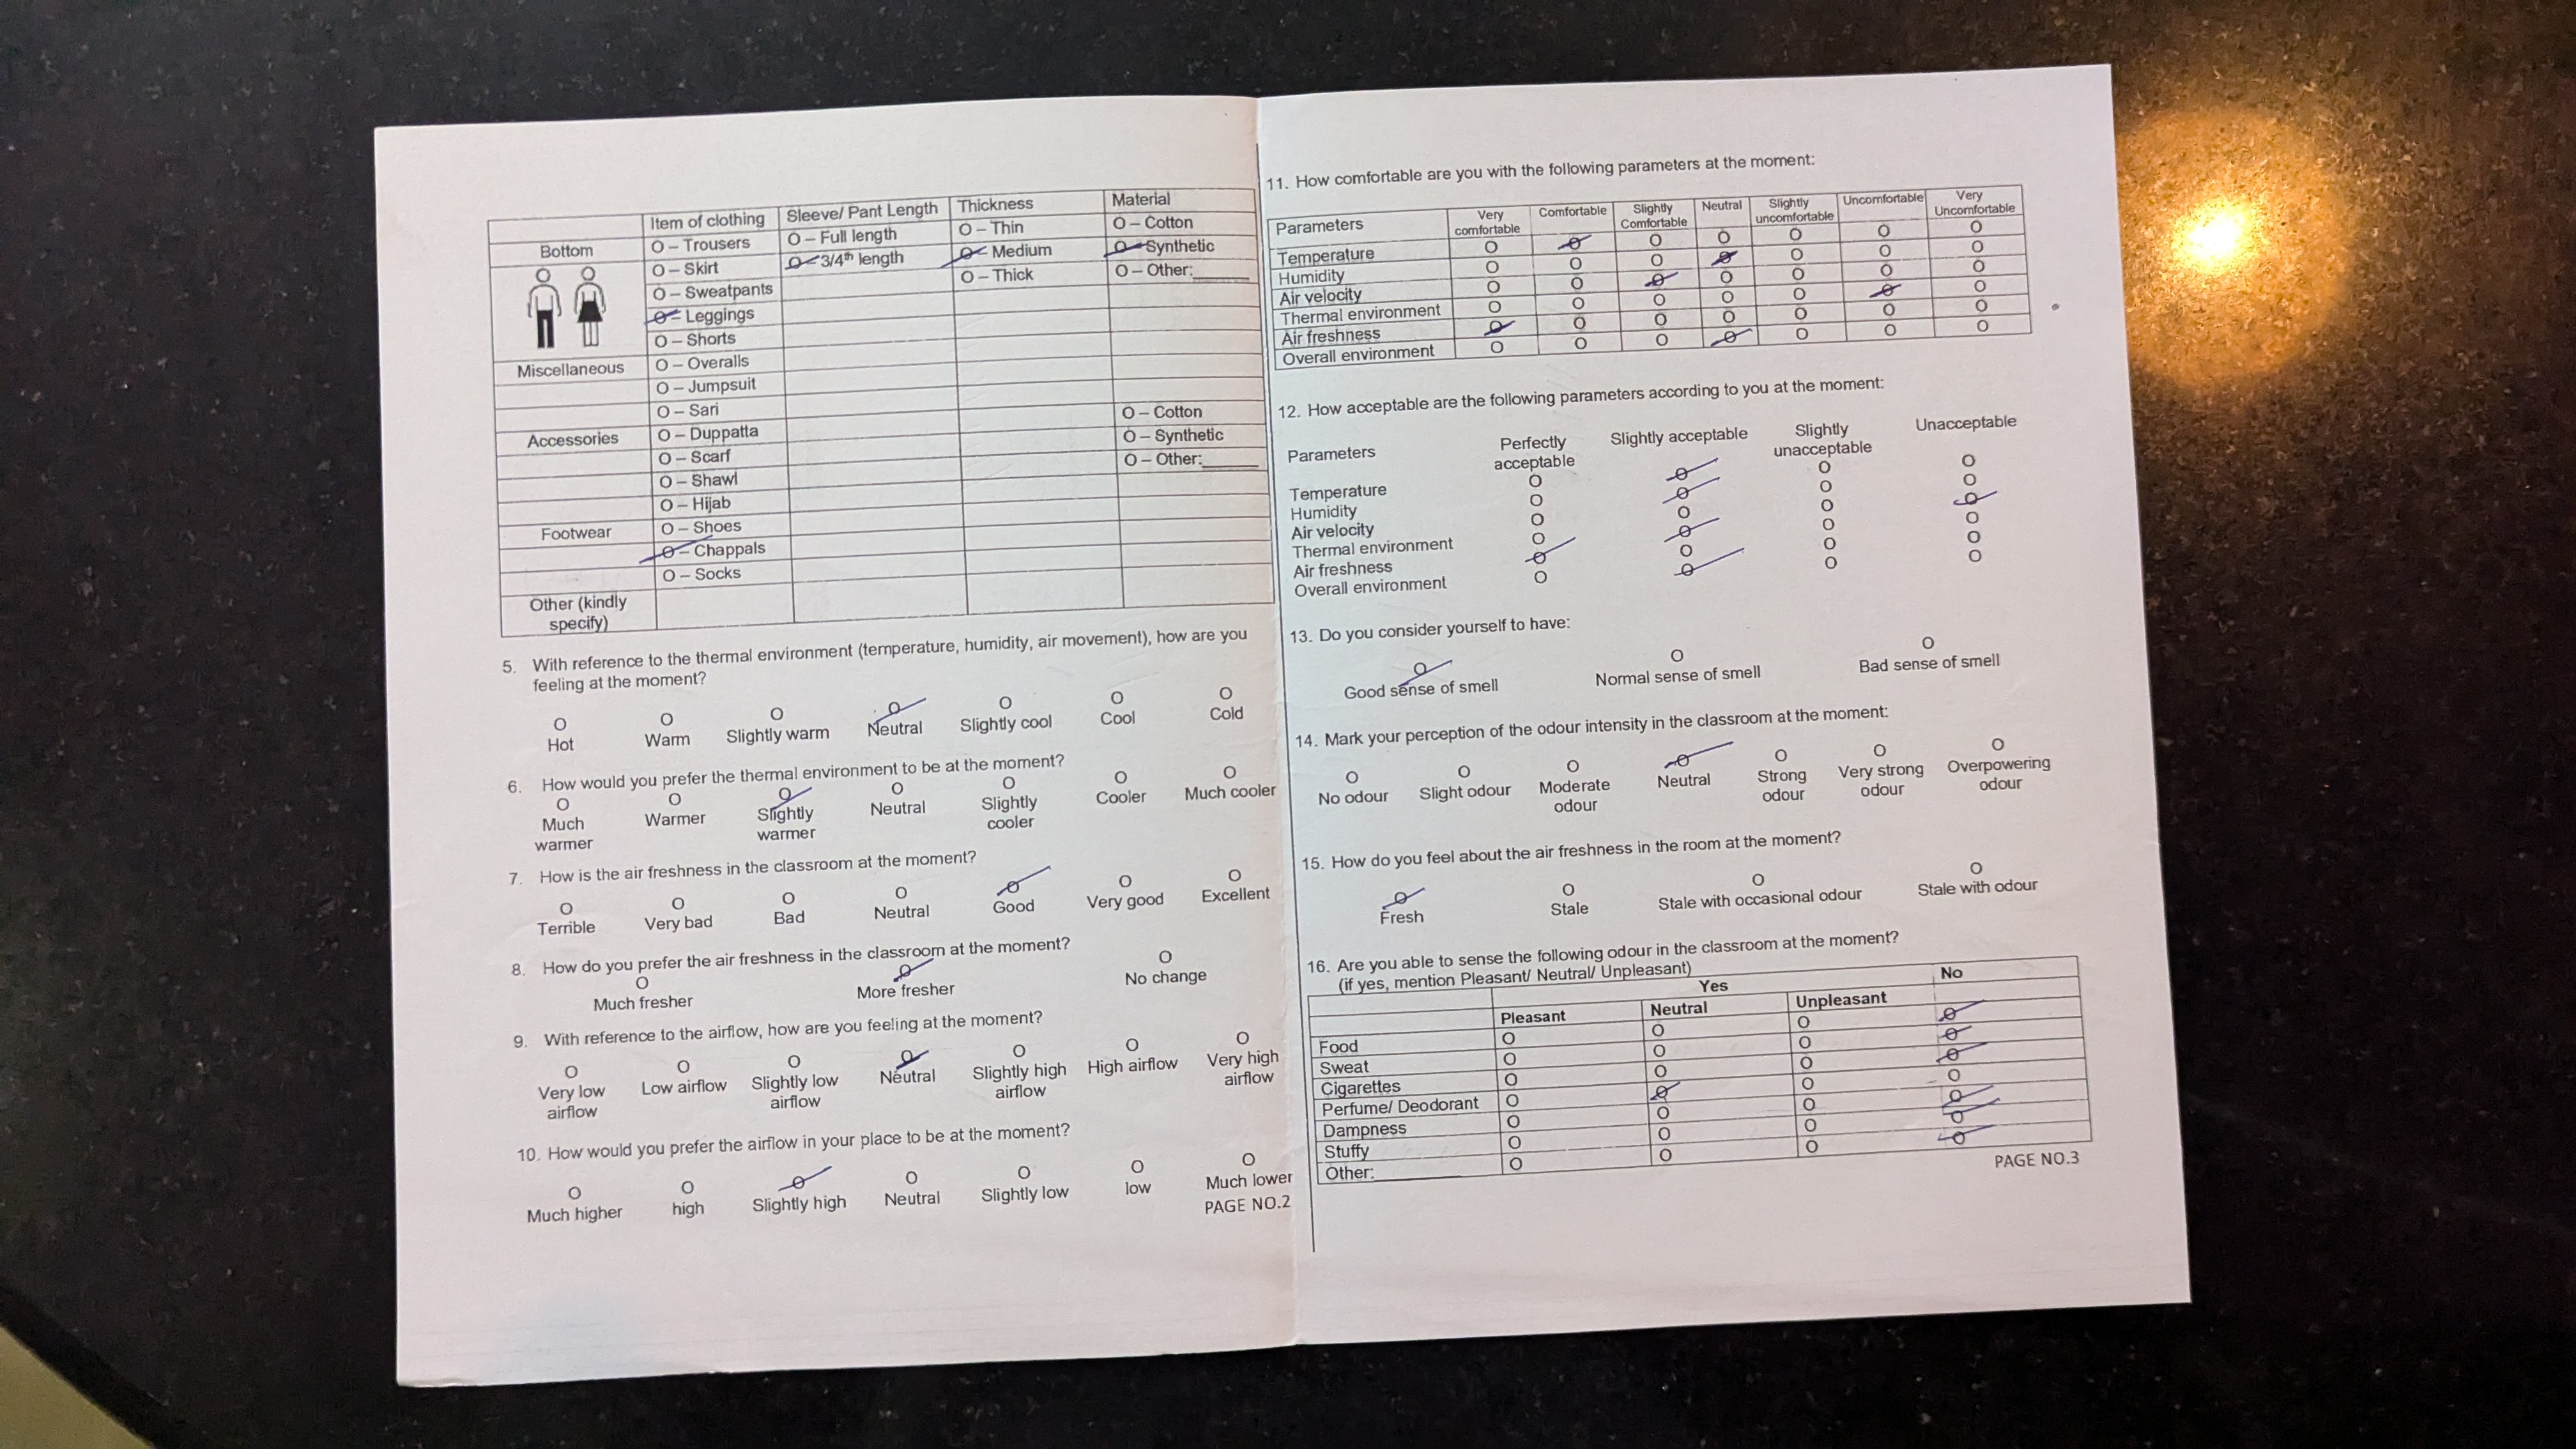 Item of clothing Sleeve/ Pant Length Thickness Material
Bottom O – Trousers O – Full length O – Thin O – Cotton
O – Skirt O – 3/4th length O – Medium O – Synthetic
O – Sweatpants O – Thick O – Other:______
O – Leggings
O – Shorts
Miscellaneous O – Overalls
O – Jumpsuit
O – Sari O – Cotton
Accessories O – Duppatta O – Synthetic
O – Scarf O – Other:______
O – Shawl
O – Hijab
Footwear O – Shoes
O – Chappals
O – Socks
Other (kindly
specify)
5. With reference to the thermal environment (temperature, humidity, air movement), how are you
feeling at the moment?
O O O O O O O
Hot Warm Slightly warm Neutral Slightly cool Cool Cold
6. How would you prefer the thermal environment to be at the moment?
O O O O O O O
Much Warmer Slightly Neutral Slightly Cooler Much cooler
warmer warmer cooler
7. How is the air freshness in the classroom at the moment?
O O O O O O O
Terrible Very bad Bad Neutral Good Very good Excellent
8. How do you prefer the air freshness in the classroom at the moment?
O O O
Much fresher More fresher No change
9. With reference to the airflow, how are you feeling at the moment?
O O O O O O O
Very low Low airflow Slightly low Neutral Slightly high High airflow Very high
airflow airflow airflow airflow
10. How would you prefer the airflow in your place to be at the moment?
O O O O O O O
Much higher high Slightly high Neutral Slightly low low Much lower
PAGE NO.2
11. How comfortable are you with the following parameters at the moment:
Parameters Very Comfortable Slightly Neutral Slightly Uncomfortable Very
comfortable Comfortable uncomfortable Uncomfortable
Temperature O O O O O O O
Humidity O O O O O O O
Air velocity O O O O O O O
Thermal environment O O O O O O O
Air freshness O O O O O O O
Overall environment O O O O O O O
12. How acceptable are the following parameters according to you at the moment:
Parameters Perfectly Slightly acceptable Slightly Unacceptable
acceptable unacceptable
Temperature O O O O
Humidity O O O O
Air velocity O O O O
Thermal environment O O O O
Air freshness O O O O
Overall environment O O O O
13. Do you consider yourself to have:
O O O
Good sense of smell Normal sense of smell Bad sense of smell
14. Mark your perception of the odour intensity in the classroom at the moment:
O O O O O O O
No odour Slight odour Moderate Neutral Strong Very strong Overpowering
odour odour odour odour
15. How do you feel about the air freshness in the room at the moment?
O O O O
Fresh Stale Stale with occasional odour Stale with odour
16. Are you able to sense the following odour in the classroom at the moment?
(if yes, mention Pleasant/ Neutral/ Unpleasant)
Yes No
Pleasant Neutral Unpleasant
Food O O O O
Sweat O O O O
Cigarettes O O O O
Perfume/ Deodorant O O O O
Dampness O O O O
Stuffy O O O O
Other:__________ O O O O
PAGE NO.3